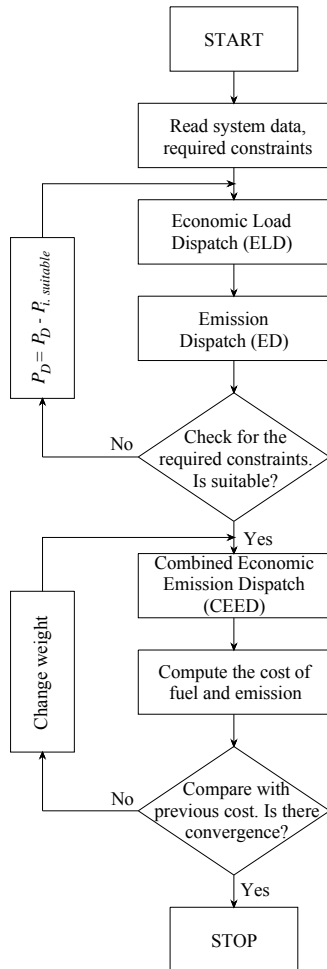 START
Read system data,
required constraints
Economic Load
Dispatch (ELD)
P_D = P_D - P_i. suitable
Emission
Dispatch (ED)
No
Check for the
required constraints.
Is suitable?
Yes
Combined Economic
Emission Dispatch
(CEED)
Change weight
Compute the cost of
fuel and emission
No
Compare with
previous cost. Is there
convergence?
Yes
STOP